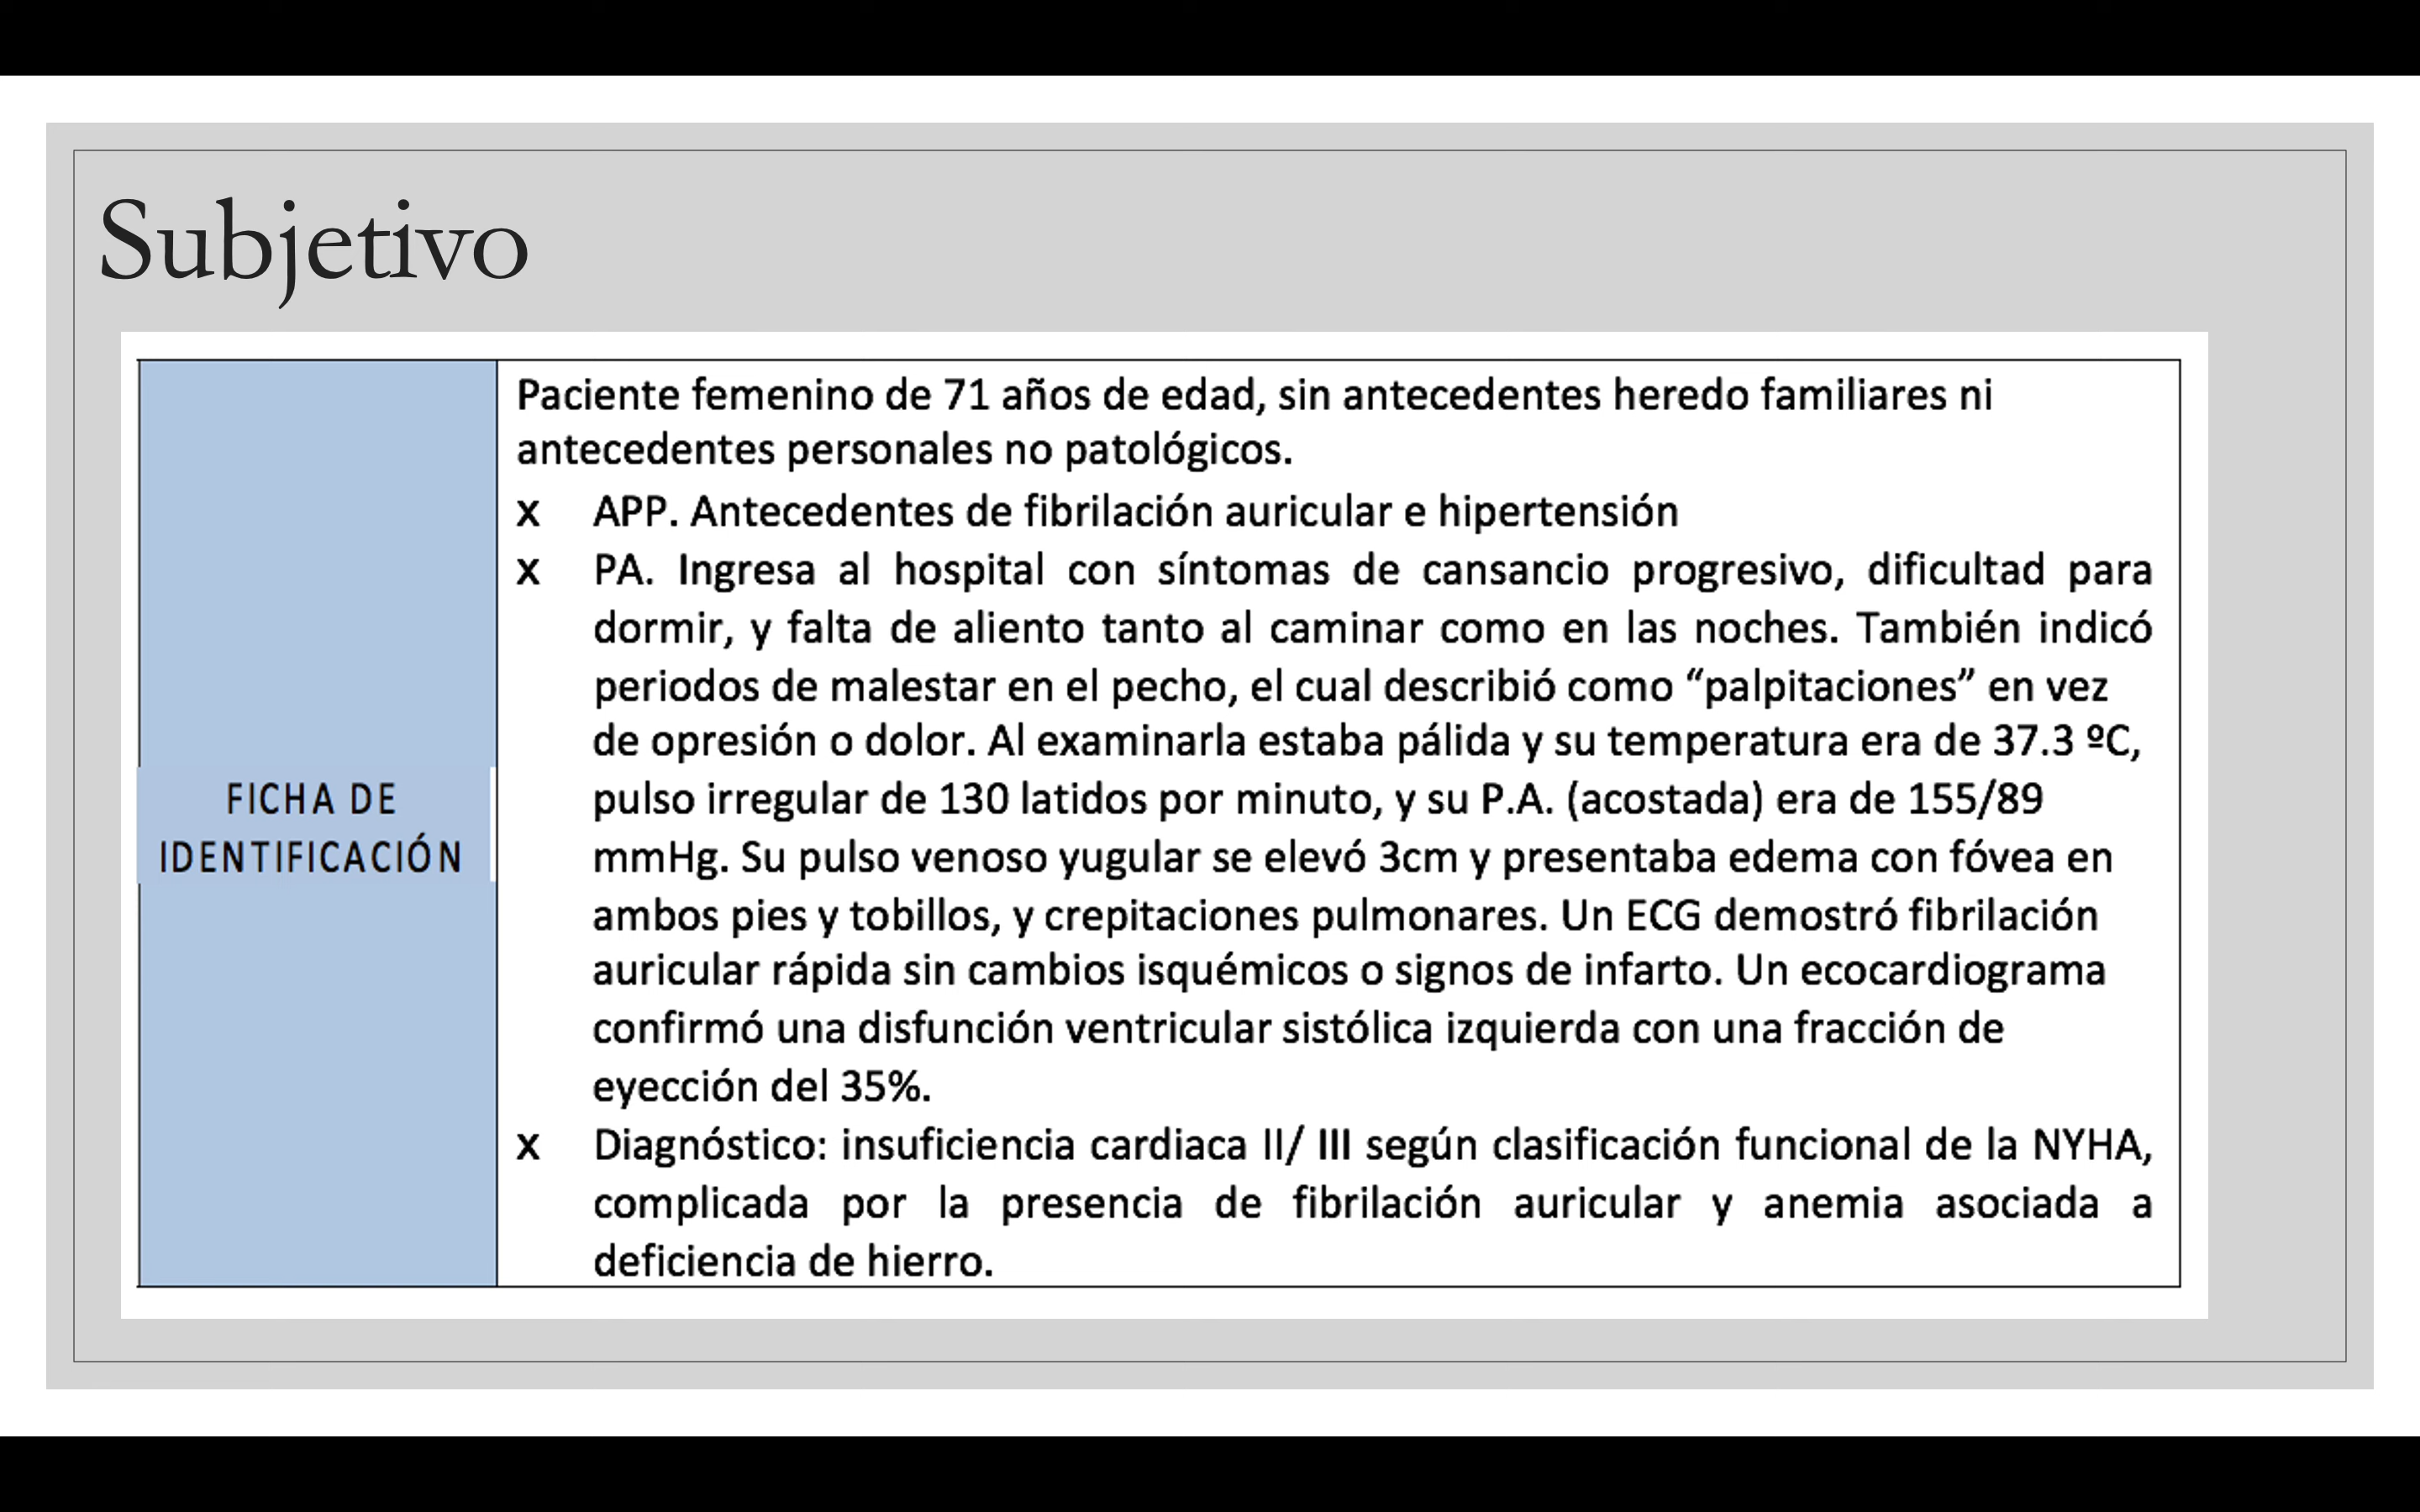 Subjetivo
FICHA DE
IDENTIFICACIÓN
Paciente femenino de 71 años de edad, sin antecedentes heredo familiares ni
antecedentes personales no patológicos.
x APP. Antecedentes de fibrilación auricular e hipertensión
x PA. Ingresa al hospital con síntomas de cansancio progresivo, dificultad para
dormir, y falta de aliento tanto al caminar como en las noches. También indicó
periodos de malestar en el pecho, el cual describió como “palpitaciones” en vez
de opresión o dolor. Al examinarla estaba pálida y su temperatura era de 37.3 ºC,
pulso irregular de 130 latidos por minuto, y su P.A. (acostada) era de 155/89
mmHg. Su pulso venoso yugular se elevó 3cm y presentaba edema con fóvea en
ambos pies y tobillos, y crepitaciones pulmonares. Un ECG demostró fibrilación
auricular rápida sin cambios isquémicos o signos de infarto. Un ecocardiograma
confirmó una disfunción ventricular sistólica izquierda con una fracción de
eyección del 35%.
x Diagnóstico: insuficiencia cardiaca II/ III según clasificación funcional de la NYHA,
complicada por la presencia de fibrilación auricular y anemia asociada a
deficiencia de hierro.